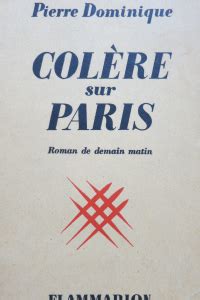 Pierre Dominique
COLÈRE
sur
PARIS
Roman de demain matin
FLAMMARION